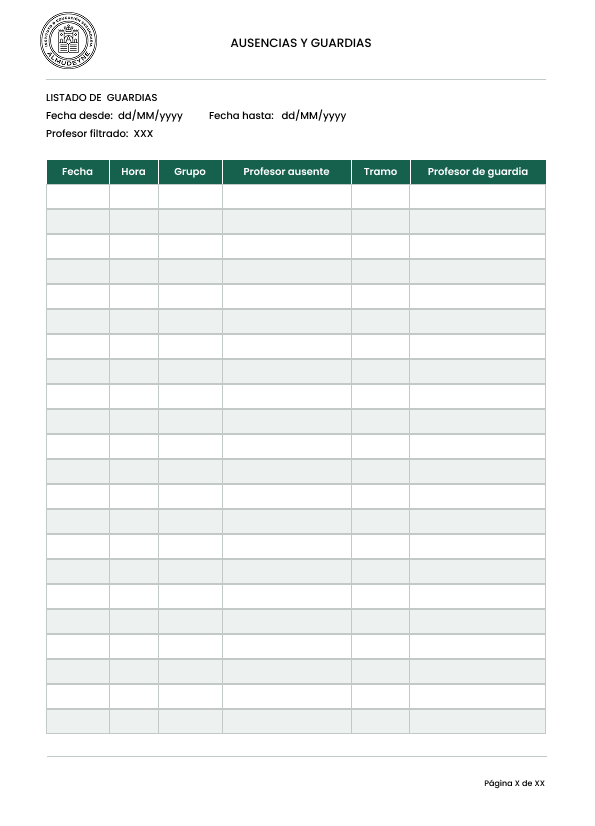 ALMUDEYNE
AUSENCIAS Y GUARDIAS
LISTADO DE GUARDIAS
Fecha desde: dd/MM/yyyy Fecha hasta: dd/MM/yyyy
Profesor filtrado: XXX
Fecha Hora Grupo Profesor ausente Tramo Profesor de guardia
Página X de XX